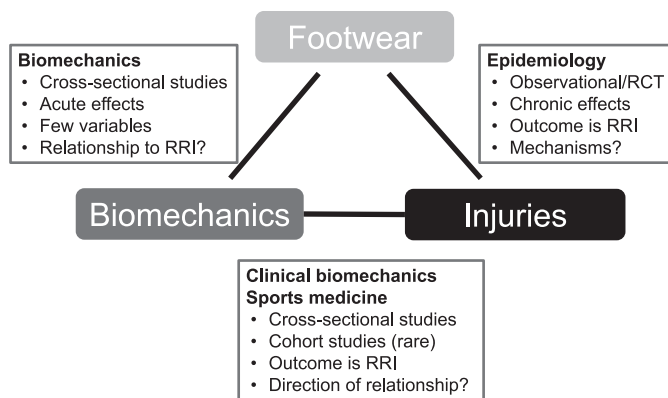 Footwear
Biomechanics
• Cross-sectional studies
• Acute effects
• Few variables
• Relationship to RRI?
Epidemiology
• Observational/RCT
• Chronic effects
• Outcome is RRI
• Mechanisms?
Biomechanics
Injuries
Clinical biomechanics
Sports medicine
• Cross-sectional studies
• Cohort studies (rare)
• Outcome is RRI
• Direction of relationship?